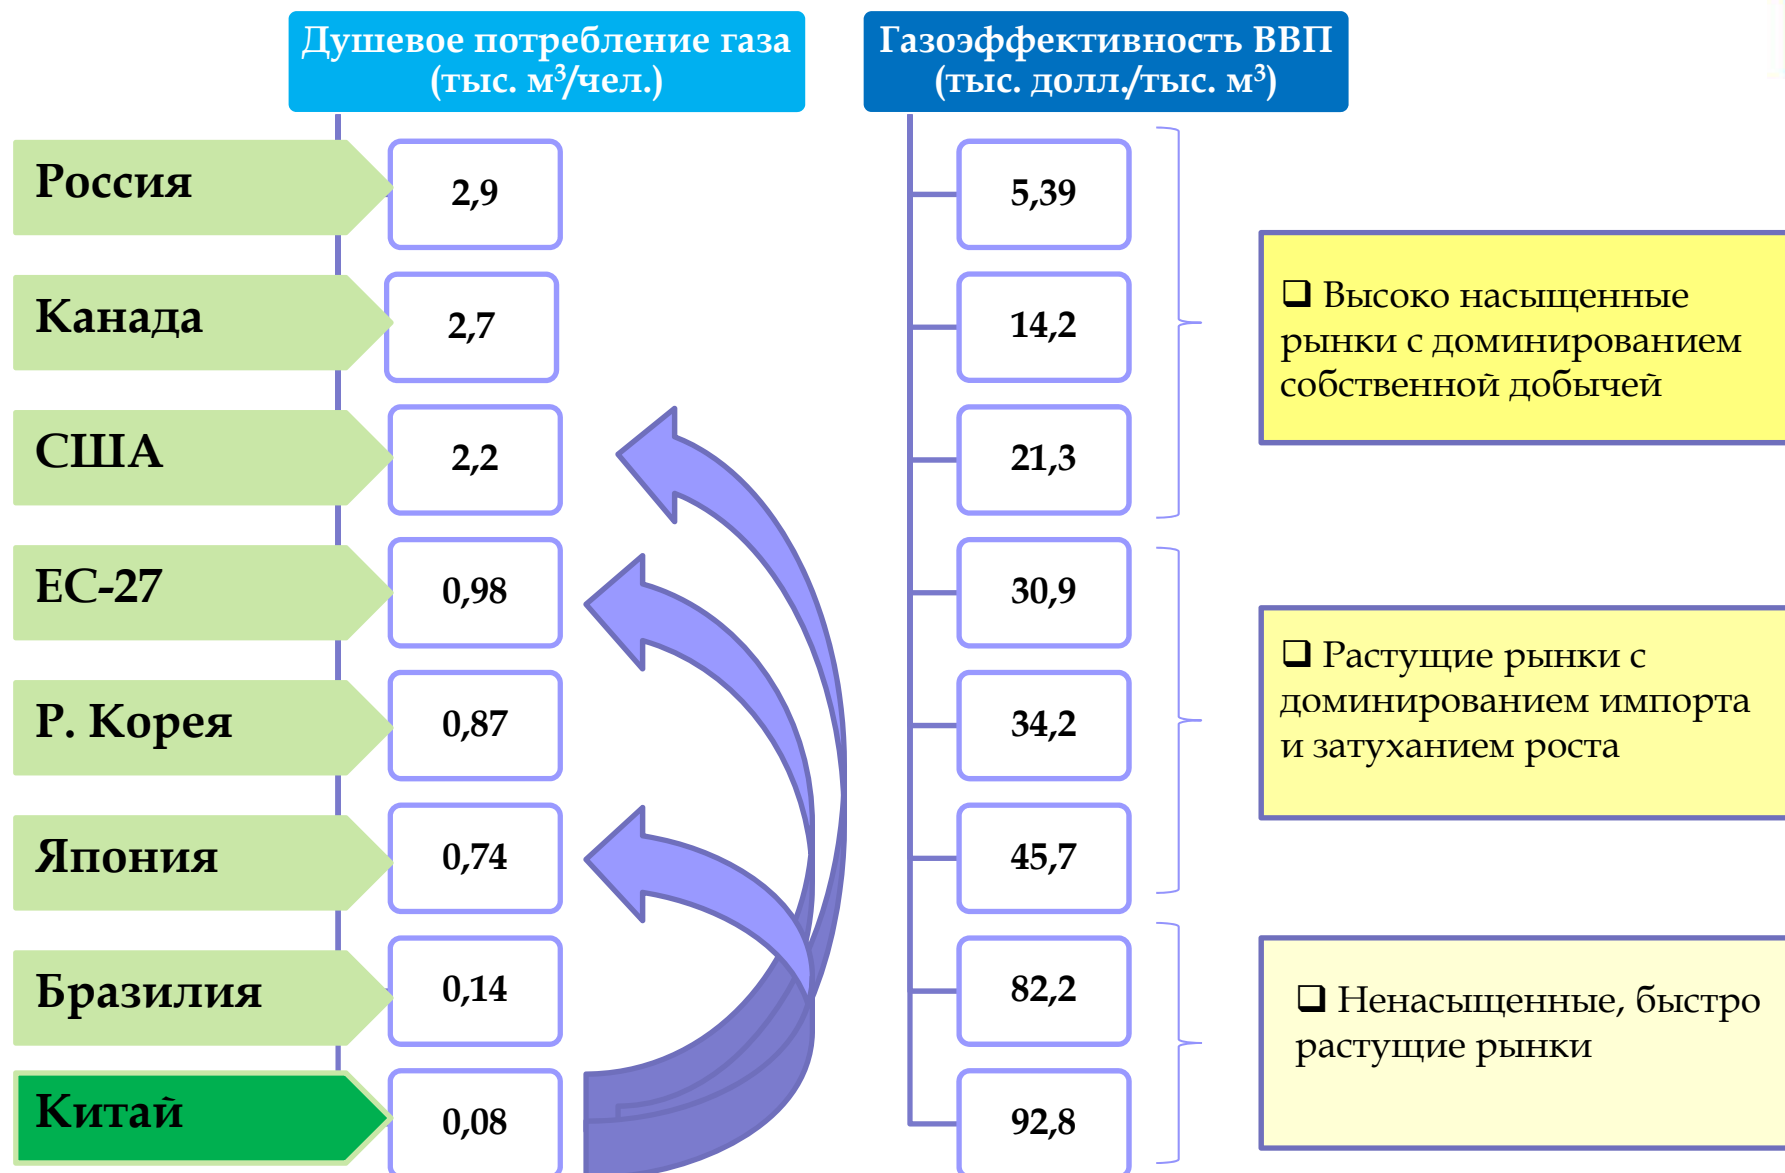 Душевое потребление газа
(тыс. м³/чел.)
Газоэффективность ВВП
(тыс. долл./тыс. м³)
Россия
2,9
5,39
Канада
2,7
14,2
США
2,2
21,3
❑ Высоко насыщенные
рынки с доминированием
собственной добычей
ЕС-27
0,98
30,9
Р. Корея
0,87
34,2
Япония
0,74
45,7
❑ Растущие рынки с
доминированием импорта
и затуханием роста
Бразилия
0,14
82,2
Китай
0,08
92,8
❑ Ненасыщенные, быстро
растущие рынки